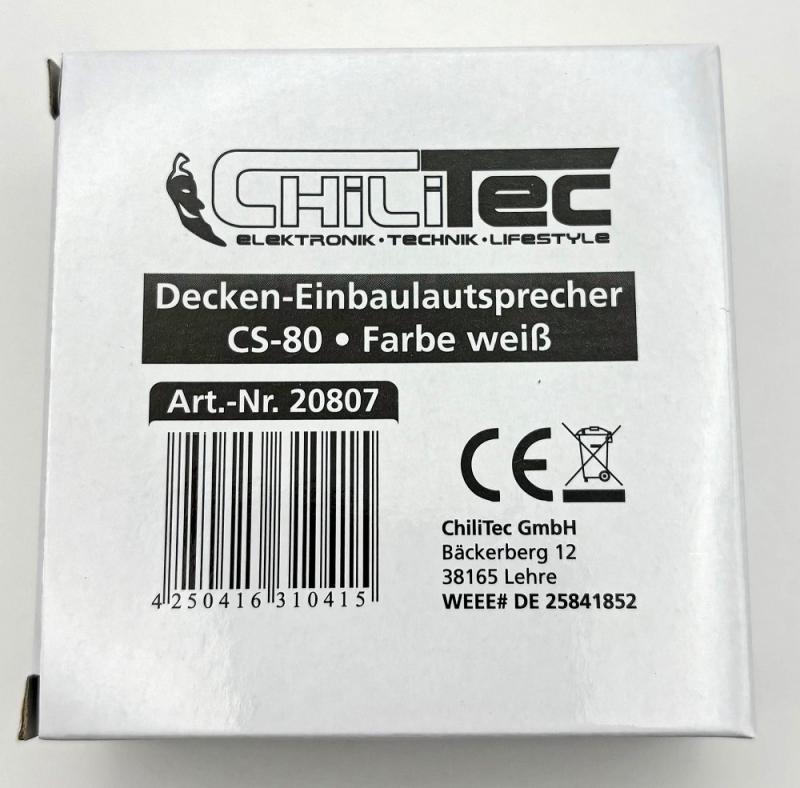 CHiLiTEC
ELEKTRONIK • TECHNIK • LIFESTYLE
Decken-Einbaulautsprecher
CS-80 • Farbe weiß
Art.-Nr. 20807
4 250416 310415
CE
ChiliTec GmbH
Bäckerberg 12
38165 Lehre
WEEE# DE 25841852